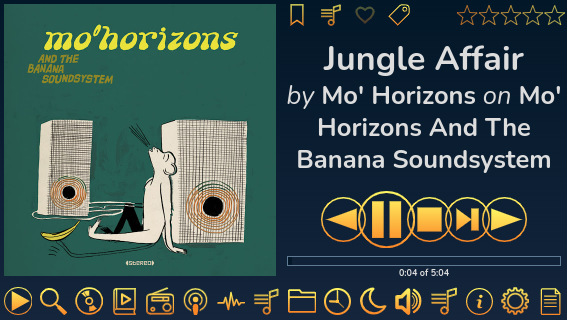 mo'horizons
AND THE
BANANA
SOUNDSYSTEM
STEREO
Jungle Affair
by Mo' Horizons on Mo'
Horizons And The
Banana Soundsystem
0:04 of 5:04